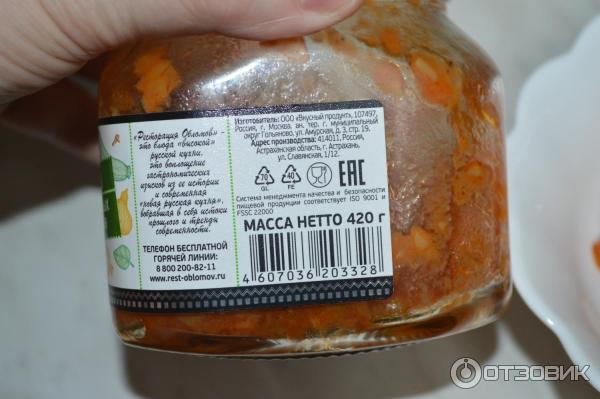 «Ресторация Обломов» -
это блюда «высокой»
русской кухни,
это воплощение
гастрономических
изысков из ее истории
и современная
«новая русская кухня»,
вобравшая в себя истоки
прошлого и тренды
современности.
ТЕЛЕФОН БЕСПЛАТНОЙ
ГОРЯЧЕЙ ЛИНИИ:
8 800 200-82-11
www.rest-oblomov.ru
Изготовитель: ООО «Вкусный продукт», 107497,
Россия, г. Москва, вн. тер. г. муниципальный
округ Гольяново, ул. Амурская, д. 3, стр. 19.
Адрес производства: 414011, Россия,
Астраханская область, г. Астрахань,
ул. Славянская, 1/12.
70
GL
40
FE
EAC
Система менеджмента качества и безопасности
пищевой продукции соответствует ISO 9001 и
FSSC 22000
МАССА НЕТТО 420 г
4 607036 203328
ОТЗОВИК